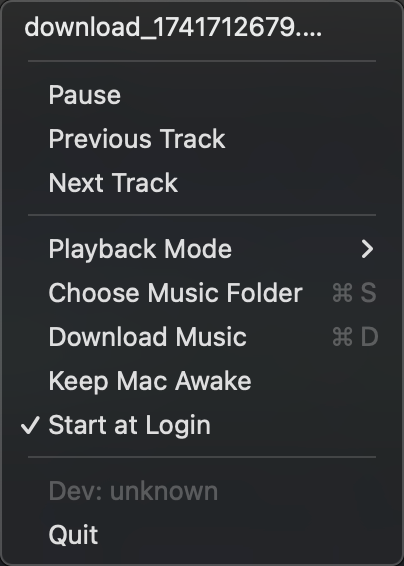 download_1741712679....
Pause
Previous Track
Next Track
Playback Mode
Choose Music Folder ⌘ S
Download Music ⌘ D
Keep Mac Awake
✓ Start at Login
Dev: unknown
Quit